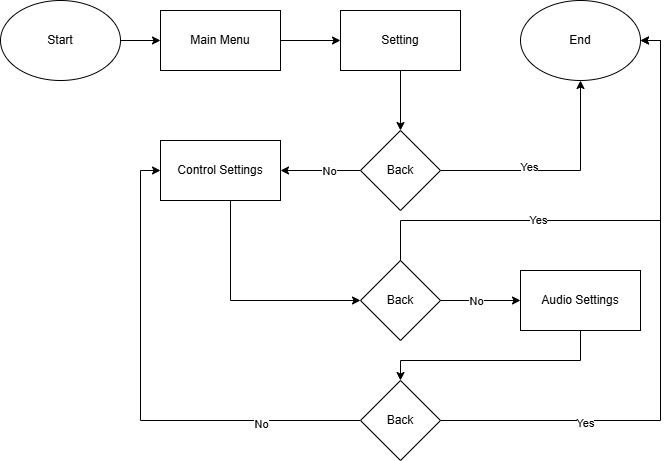 Start
Main Menu
Setting
End
Control Settings
No
Back
Yes
Yes
Back
No
Audio Settings
Back
No
Yes